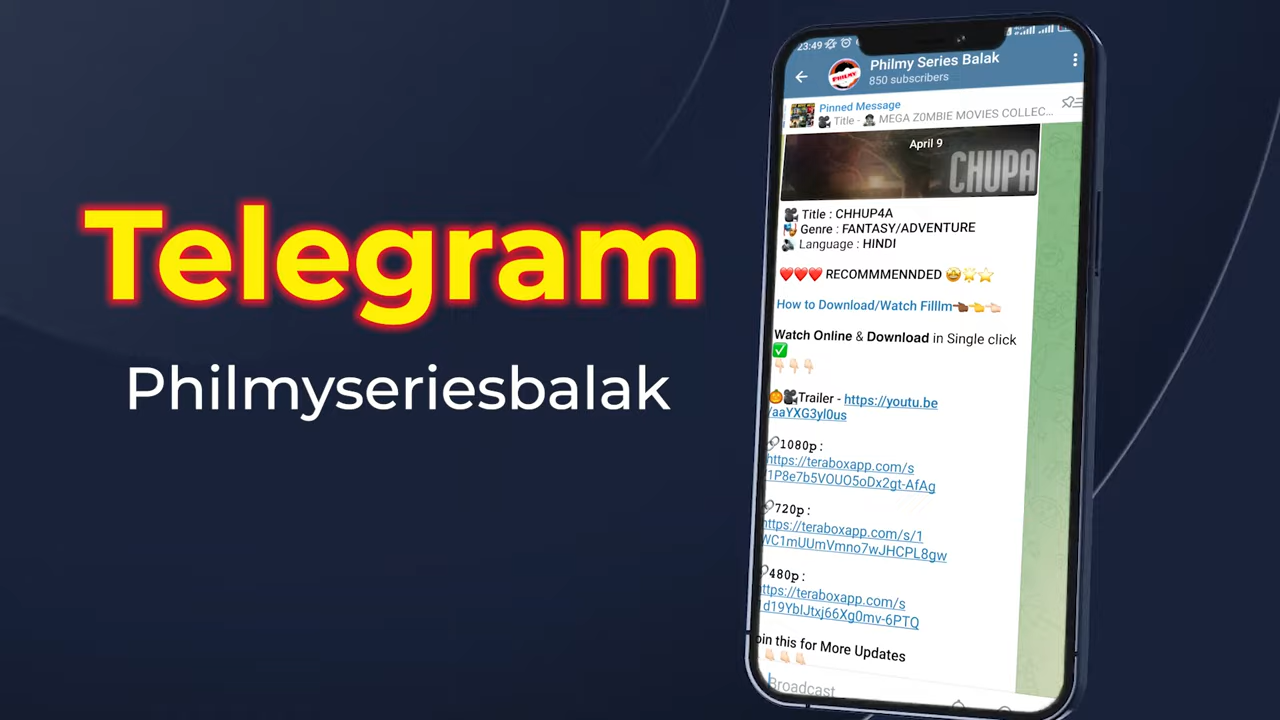 Telegram
Philmyseriesbalak
23:49
Philmy Series Balak
850 subscribers
PHILMY
Pinned Message
Title - MEGA Z0MBIE MOVIES COLLEC...
April 9
CHUPA
Title : CHHUP4A
Genre : FANTASY/ADVENTURE
Language : HINDI
RECOMMMENNDED
How to Download/Watch Filllm
Watch Online & Download in Single click
Trailer - https://youtu.be
/aaYXG3yl0us
1080p:
https://teraboxapp.com/s
1P8e7b5VOUO5oDx2gt-AfAg
720p:
https://teraboxapp.com/s/1
WC1mUUmVmno7wJHCPL8gw
480p:
https://teraboxapp.com/s
1d19YbIJtxj66Xg0mv-6PTQ
oin this for More Updates
Broadcast